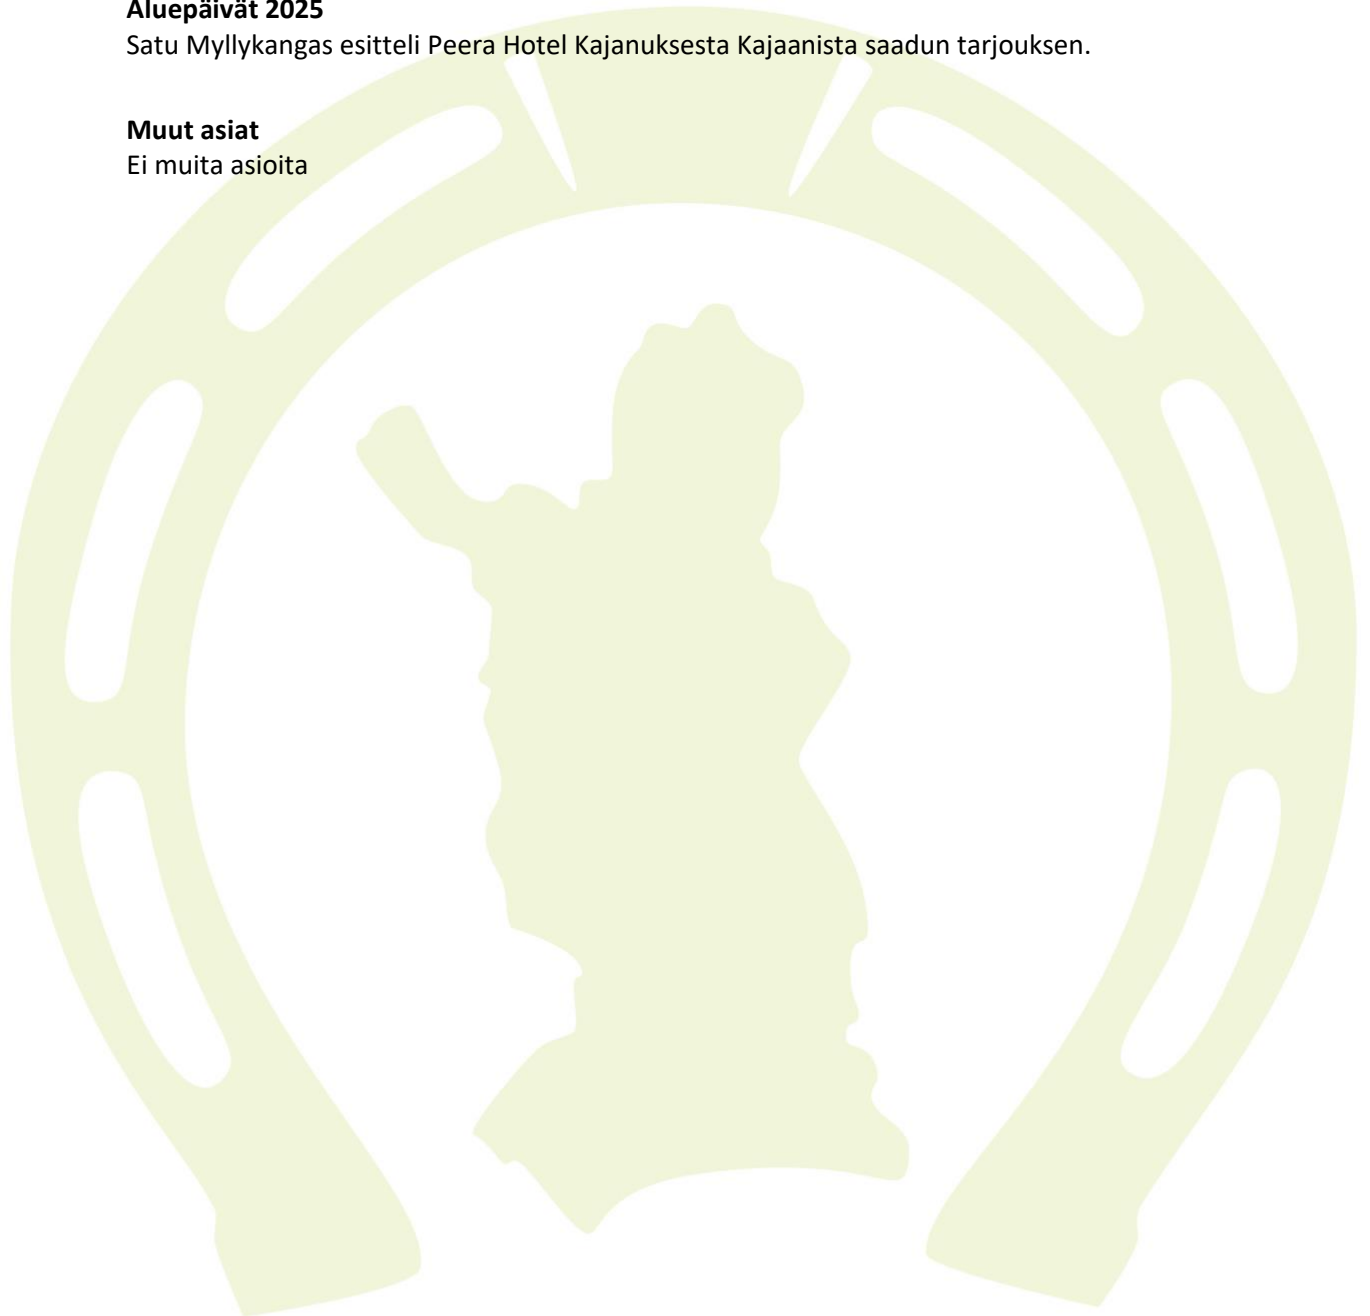 Aluepäivät 2025
Satu Myllykangas esitteli Peera Hotel Kajanuksesta Kajaanista saadun tarjouksen.
Muut asiat
Ei muita asioita